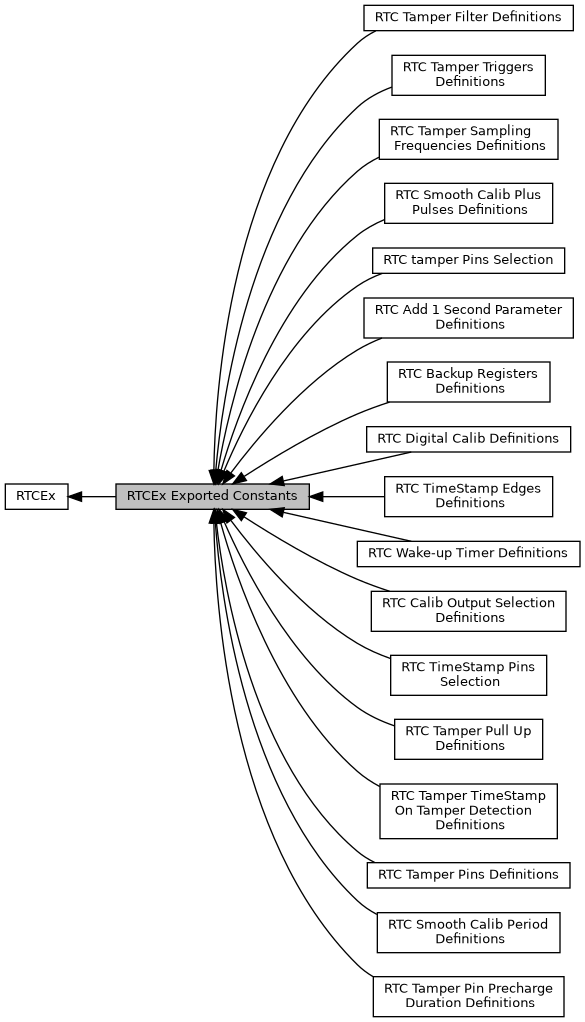 RTC Tamper Filter Definitions
RTC Tamper Triggers
Definitions
RTC Tamper Sampling
Frequencies Definitions
RTC Smooth Calib Plus
Pulses Definitions
RTC tamper Pins Selection
RTC Add 1 Second Parameter
Definitions
RTC Backup Registers
Definitions
RTC Digital Calib Definitions
RTCEx
RTCEx Exported Constants
RTC TimeStamp Edges
Definitions
RTC Wake-up Timer Definitions
RTC Calib Output Selection
Definitions
RTC TimeStamp Pins
Selection
RTC Tamper Pull Up
Definitions
RTC Tamper TimeStamp
On Tamper Detection
Definitions
RTC Tamper Pins Definitions
RTC Smooth Calib Period
Definitions
RTC Tamper Pin Precharge
Duration Definitions